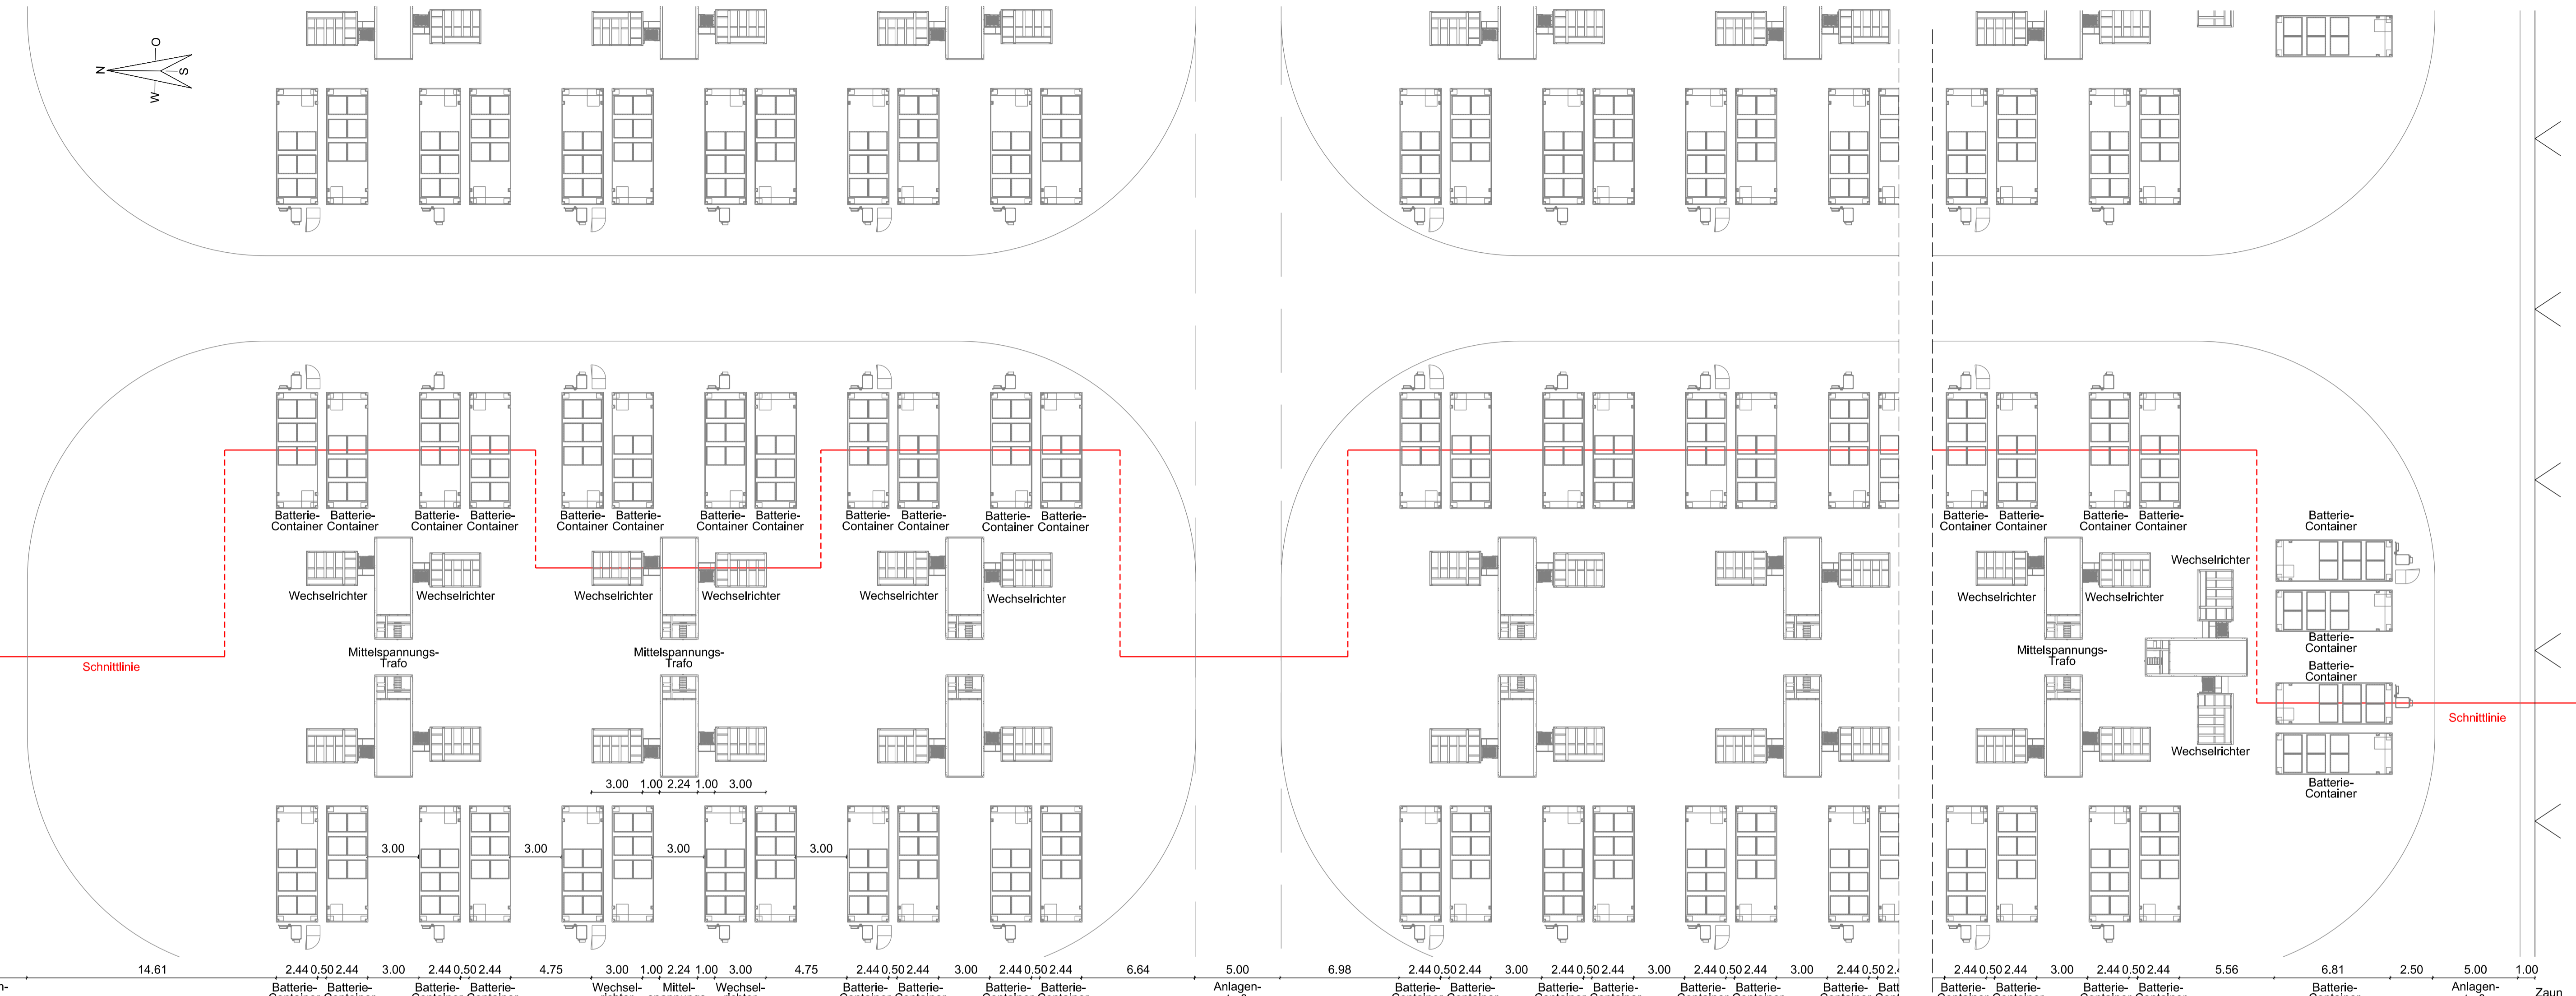 O
N
S
W
Batterie- Batterie- Batterie- Batterie- Batterie- Batterie- Batterie- Batterie- Batterie- Batterie- Batterie- Batterie- Batterie- Batterie- Batterie- Batterie- Batterie-
Container Container Container Container Container Container Container Container Container Container Container Container Container Container Container Container Container
Wechselrichter
Wechselrichter Wechselrichter Wechselrichter Wechselrichter Wechselrichter Wechselrichter Wechselrichter Wechselrichter
Batterie-
Container
Mittelspannungs- Mittelspannungs- Mittelspannungs-
Trafo Trafo Trafo
Schnittlinie
Batterie-
Container
Schnittlinie
Wechselrichter
Batterie-
Container
3.00 1.00 2.24 1.00 3.00
3.00 3.00 3.00 3.00
14.61 2.44 0.50 2.44 3.00 2.44 0.50 2.44 4.75 3.00 1.00 2.24 1.00 3.00 4.75 2.44 0.50 2.44 3.00 2.44 0.50 2.44 6.64 5.00 6.98 2.44 0.50 2.44 3.00 2.44 0.50 2.44 3.00 2.44 0.50 2.44 3.00 2.44 0.50 2.44 0.50 2.44 3.00 2.44 0.50 2.44 5.56 6.81 2.50 5.00 1.00
Batterie- Batterie- Batterie- Batterie- Wechsel- Mittel- Wechsel- Batterie- Batterie- Batterie- Batterie- Anlagen- Batterie- Batterie- Batterie- Batterie- Batterie- Batterie- Batterie- Batterie- Batterie- Batterie- Batterie- Batterie- Anlagen- Zaun